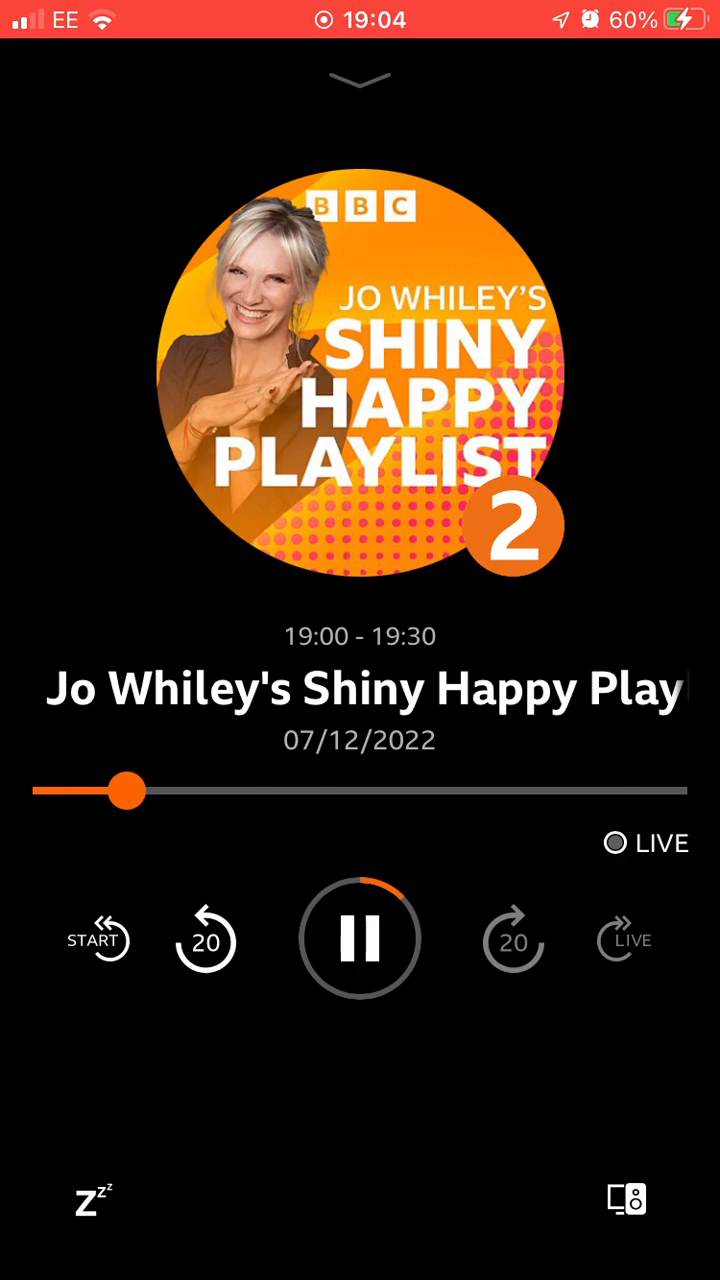 EE 19:04 60%
BBC
JO WHILEY'S
SHINY
HAPPY
PLAYLIST
2
19:00 - 19:30
Jo Whiley's Shiny Happy Play
07/12/2022
LIVE
START 20 20 LIVE
Zzz